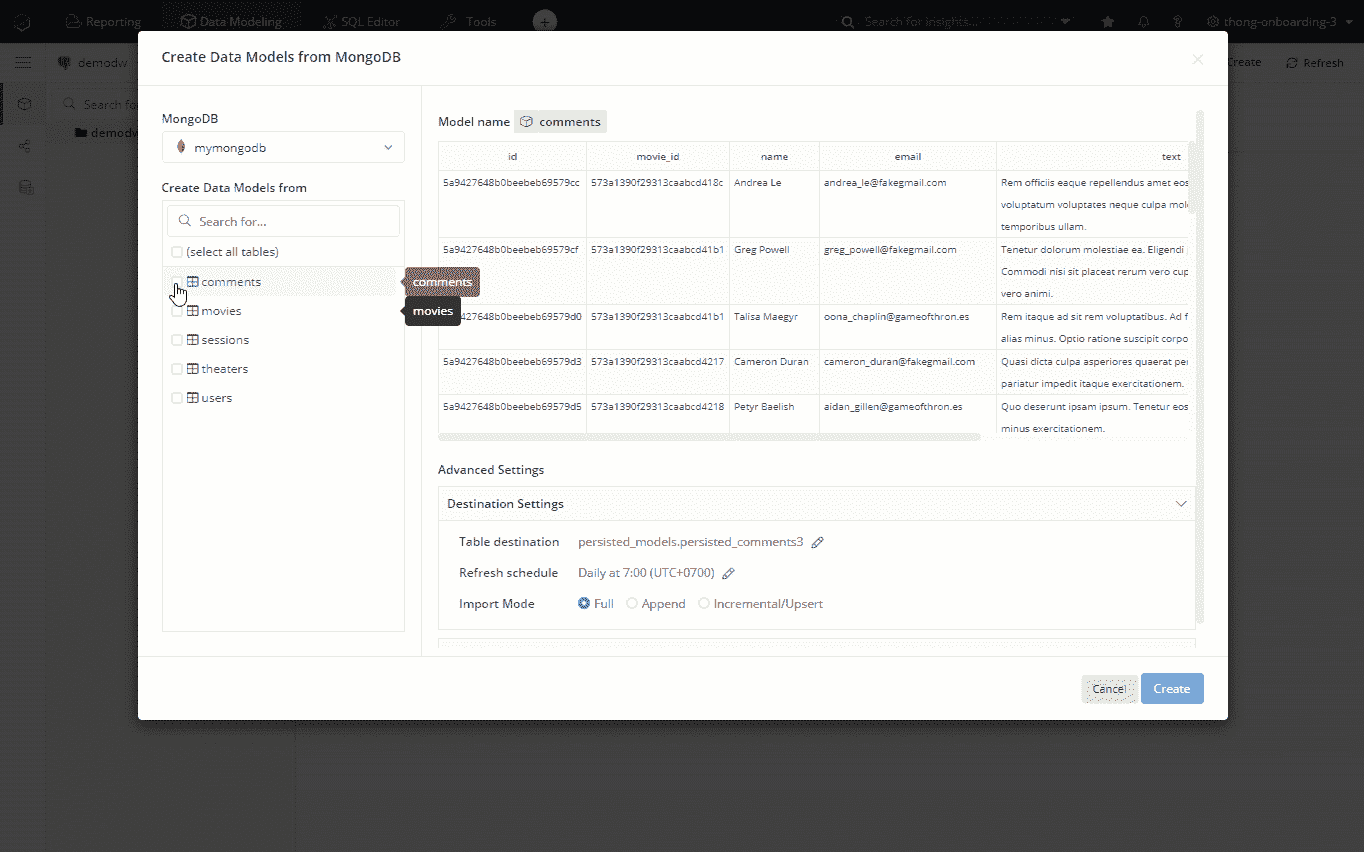 Reporting
Data Modeling
SQL Editor
Tools
Search for insights...
thong-onboarding-3
demodw
Create
Refresh
Search fo
demodw
Create Data Models from MongoDB
MongoDB
mymongodb
Create Data Models from
Search for...
(select all tables)
comments
comments
movies
movies
sessions
theaters
users
Model name
comments
id movie_id name email text
5a9427648b0beebeb69579cc 573a1390f29313caabcd418c Andrea Le andrea_le@fakegmail.com Rem officiis eaque repellendus amet eos
voluptatum voluptates neque culpa mol
temporibus ullam.
5a9427648b0beebeb69579cf 573a1390f29313caabcd41b1 Greg Powell greg_powell@fakegmail.com Tenetur dolorum molestiae ea. Eligendi
Commodi nisi sit placeat rerum vero cup
vero animi.
427648b0beebeb69579d0 573a1390f29313caabcd41b1 Talisa Maegyr oona_chaplin@gameofthron.es Rem itaque ad sit rem voluptatibus. Ad f
alias minus. Optio ratione suscipit corpo
5a9427648b0beebeb69579d3 573a1390f29313caabcd4217 Cameron Duran cameron_duran@fakegmail.com Quasi dicta culpa asperiores quaerat per
pariatur impedit itaque exercitationem.
5a9427648b0beebeb69579d5 573a1390f29313caabcd4218 Petyr Baelish aidan_gillen@gameofthron.es Quo deserunt ipsam ipsum. Tenetur eos
minus exercitationem.
Advanced Settings
Destination Settings
Table destination persisted_models.persisted_comments3
Refresh schedule Daily at 7:00 (UTC+0700)
Import Mode Full Append Incremental/Upsert
Cancel
Create